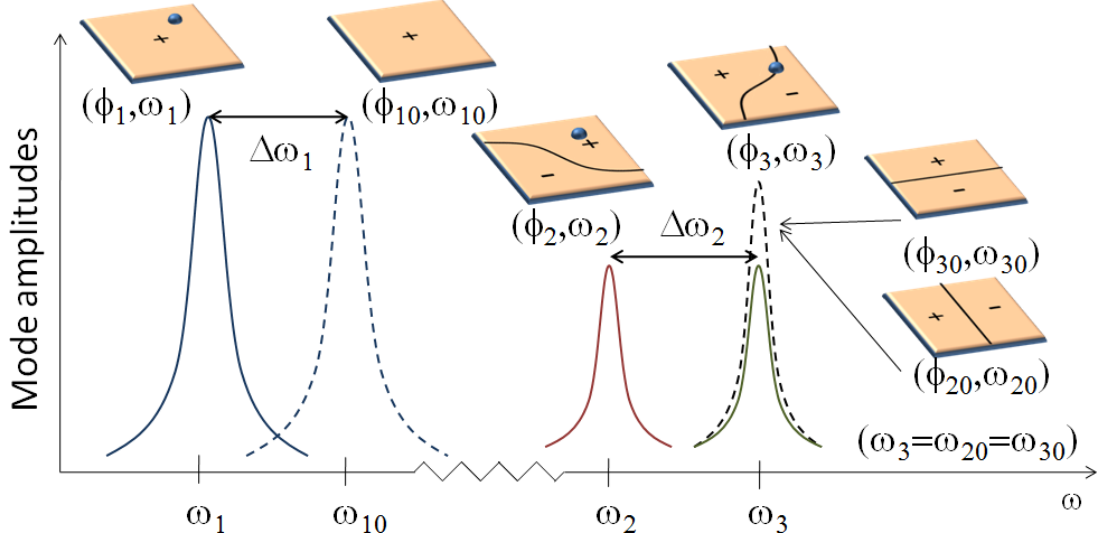 +
+
(ϕ₁,ω₁)
(ϕ₁₀,ω₁₀)
Δω₁
+
-
(ϕ₃,ω₃)
+
-
(ϕ₂,ω₂)
Δω₂
+
-
(ϕ₃₀,ω₃₀)
+
-
(ϕ₂₀,ω₂₀)
(ω₃=ω₂₀=ω₃₀)
Mode amplitudes
ω₁
ω₁₀
ω₂
ω₃
ω